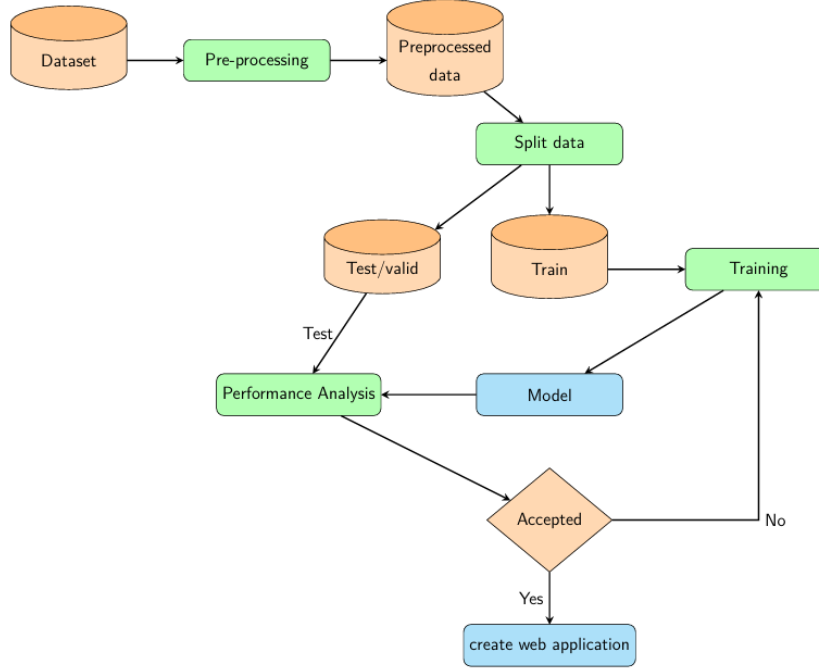 Dataset
Pre-processing
Preprocessed
data
Split data
Test/valid
Train
Training
Test
Performance Analysis
Model
Accepted
No
Yes
create web application